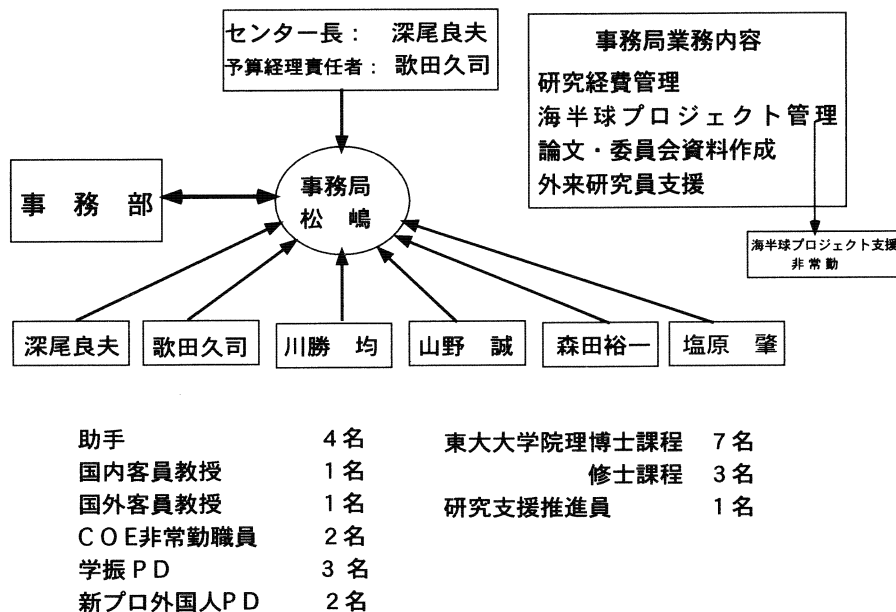 センター長： 深尾良夫
予算経理責任者： 歌田久司
事務局業務内容
研究経費管理
海半球プロジェクト管理
論文・委員会資料作成
外来研究員支援
海半球プロジェクト支援
非常勤
事務部
事務局
松嶋
深尾良夫
歌田久司
川勝 均
山野 誠
森田裕一
塩原 肇
助手 4名
国内客員教授 1名
国外客員教授 1名
COE非常勤職員 2名
学振PD 3名
新プロ外国人PD 2名
東大大学院理博士課程 7名
修士課程 3名
研究支援推進員 1名